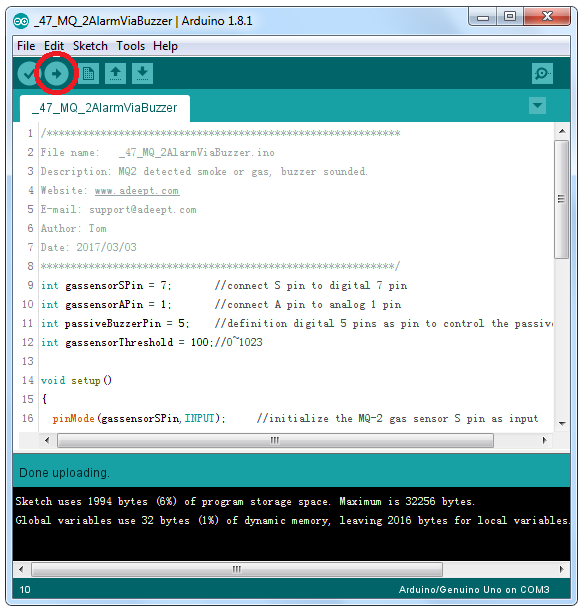 _47_MQ_2AlarmViaBuzzer | Arduino 1.8.1
File Edit Sketch Tools Help
_47_MQ_2AlarmViaBuzzer
1 /***********************************************************
2 File name: _47_MQ_2AlarmViaBuzzer.ino
3 Description: MQ2 detected smoke or gas, buzzer sounded.
4 Website: www.adeept.com
5 E-mail: support@adeept.com
6 Author: Tom
7 Date: 2017/03/03
8 ***********************************************************/
9 int gassensorSPin = 7; //connect S pin to digital 7 pin
10 int gassensorAPin = 1; //connect A pin to analog 1 pin
11 int passiveBuzzerPin = 5; //definition digital 5 pins as pin to control the passive
12 int gassensorThreshold = 100;//0~1023
13
14 void setup()
15 {
16 pinMode(gassensorSPin,INPUT); //initialize the MQ-2 gas sensor S pin as input
Done uploading.
Sketch uses 1994 bytes (6%) of program storage space. Maximum is 32256 bytes.
Global variables use 32 bytes (1%) of dynamic memory, leaving 2016 bytes for local variables.
10 Arduino/Genuino Uno on COM3